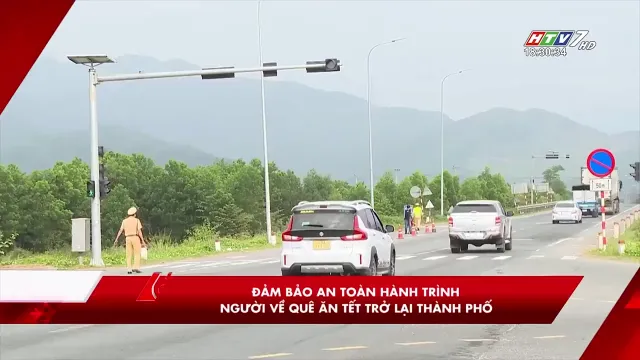 HTV7 HD
18:30:34
50m
ĐẢM BẢO AN TOÀN HÀNH TRÌNH
NGƯỜI VỀ QUÊ ĂN TẾT TRỞ LẠI THÀNH PHỐ